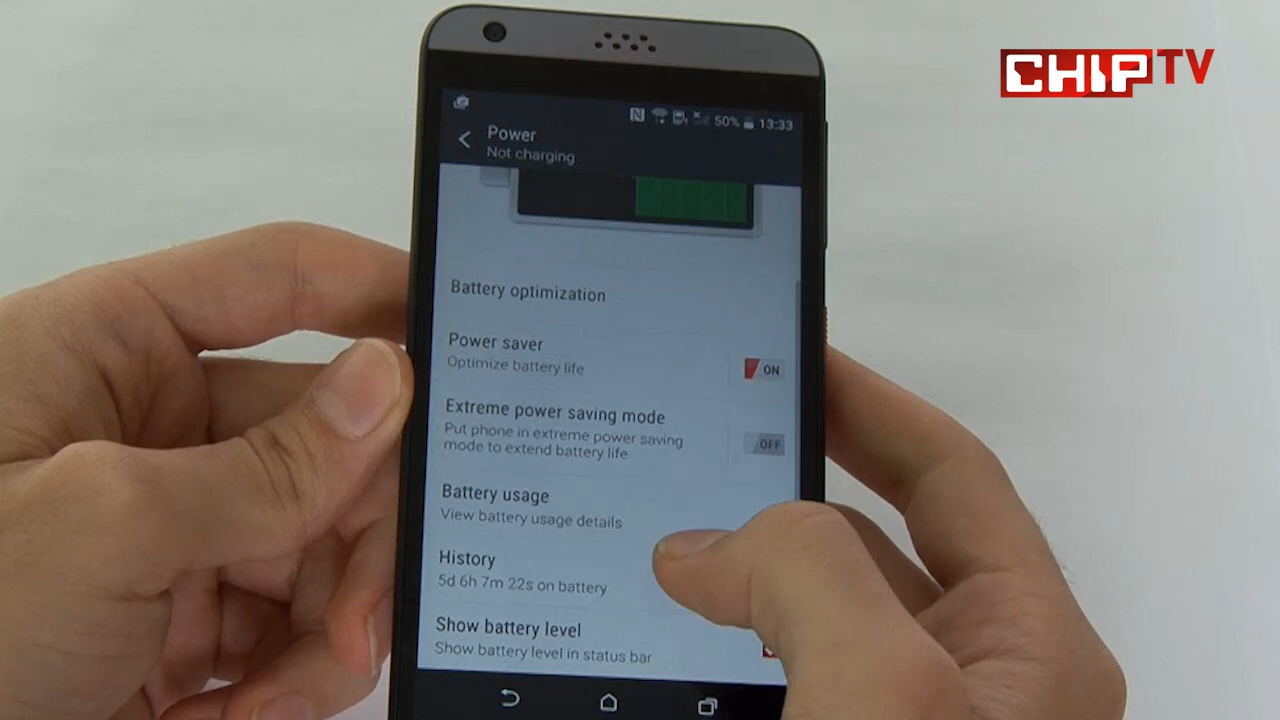 CHIP TV
50% 13:33
Power
Not charging
Battery optimization
Power saver
Optimize battery life
ON
Extreme power saving mode
Put phone in extreme power saving
mode to extend battery life
OFF
Battery usage
View battery usage details
History
5d 6h 7m 22s on battery
Show battery level
Show battery level in status bar